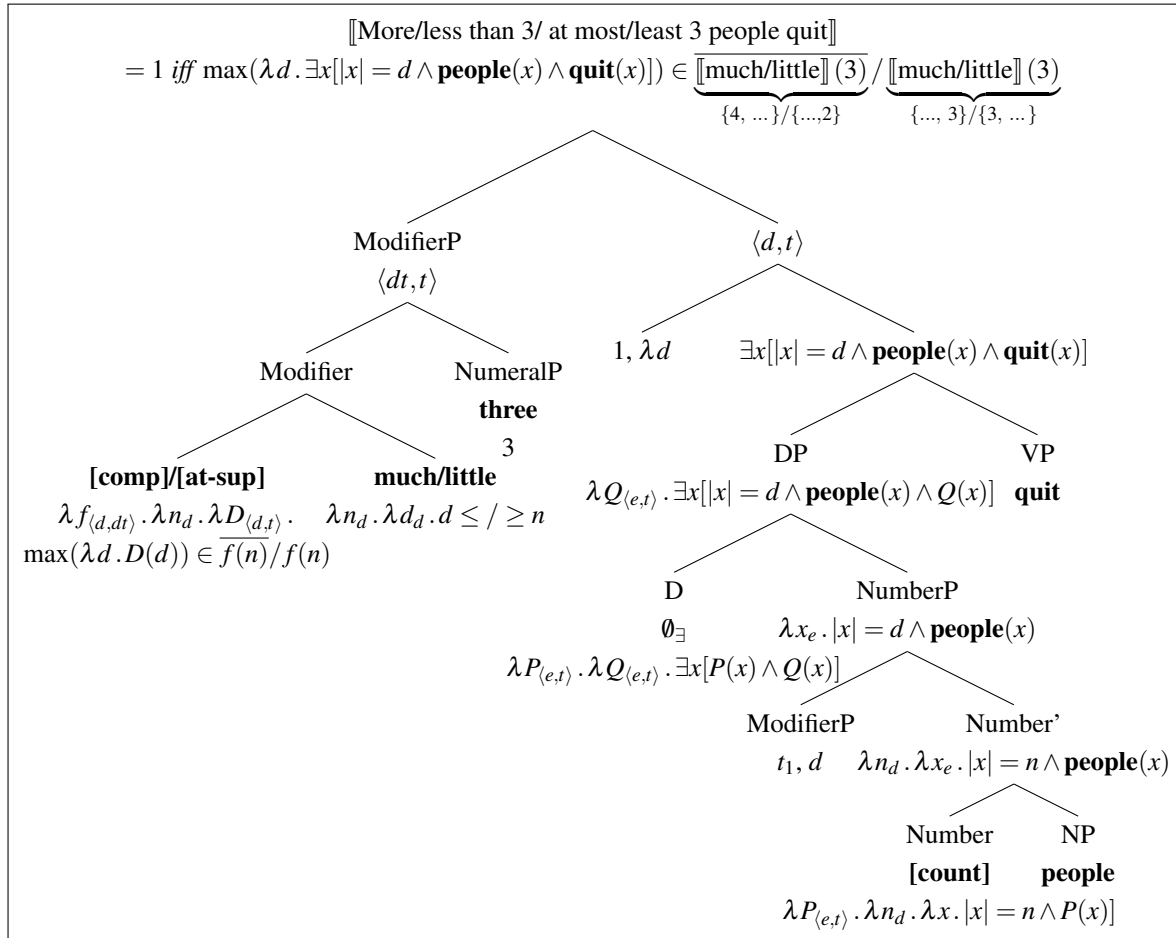 ⟦More/less than 3/ at most/least 3 people quit⟧
= 1 iff max(λd . ∃x[|x| = d ∧ people(x) ∧ quit(x)]) ∈ \overline{⟦much/little⟧ (3)} / ⟦much/little⟧ (3)
{4, ...}/{...,2} {..., 3}/{3, ...}
ModifierP ⟨d,t⟩
⟨dt,t⟩
Modifier NumeralP 1, λd ∃x[|x| = d ∧ people(x) ∧ quit(x)]
three
3
[comp]/[at-sup] much/little DP VP
λf⟨d,dt⟩ . λn_d . λD⟨d,t⟩ . λn_d . λd_d . d ≤ / ≥ n λQ⟨e,t⟩ . ∃x[|x| = d ∧ people(x) ∧ Q(x)] quit
max(λd . D(d)) ∈ \overline{f(n)}/f(n)
D NumberP
∅∃ λx_e . |x| = d ∧ people(x)
λP⟨e,t⟩ . λQ⟨e,t⟩ . ∃x[P(x) ∧ Q(x)]
ModifierP Number’
t₁, d λn_d . λx_e . |x| = n ∧ people(x)
Number NP
[count] people
λP⟨e,t⟩ . λn_d . λx . |x| = n ∧ P(x)]